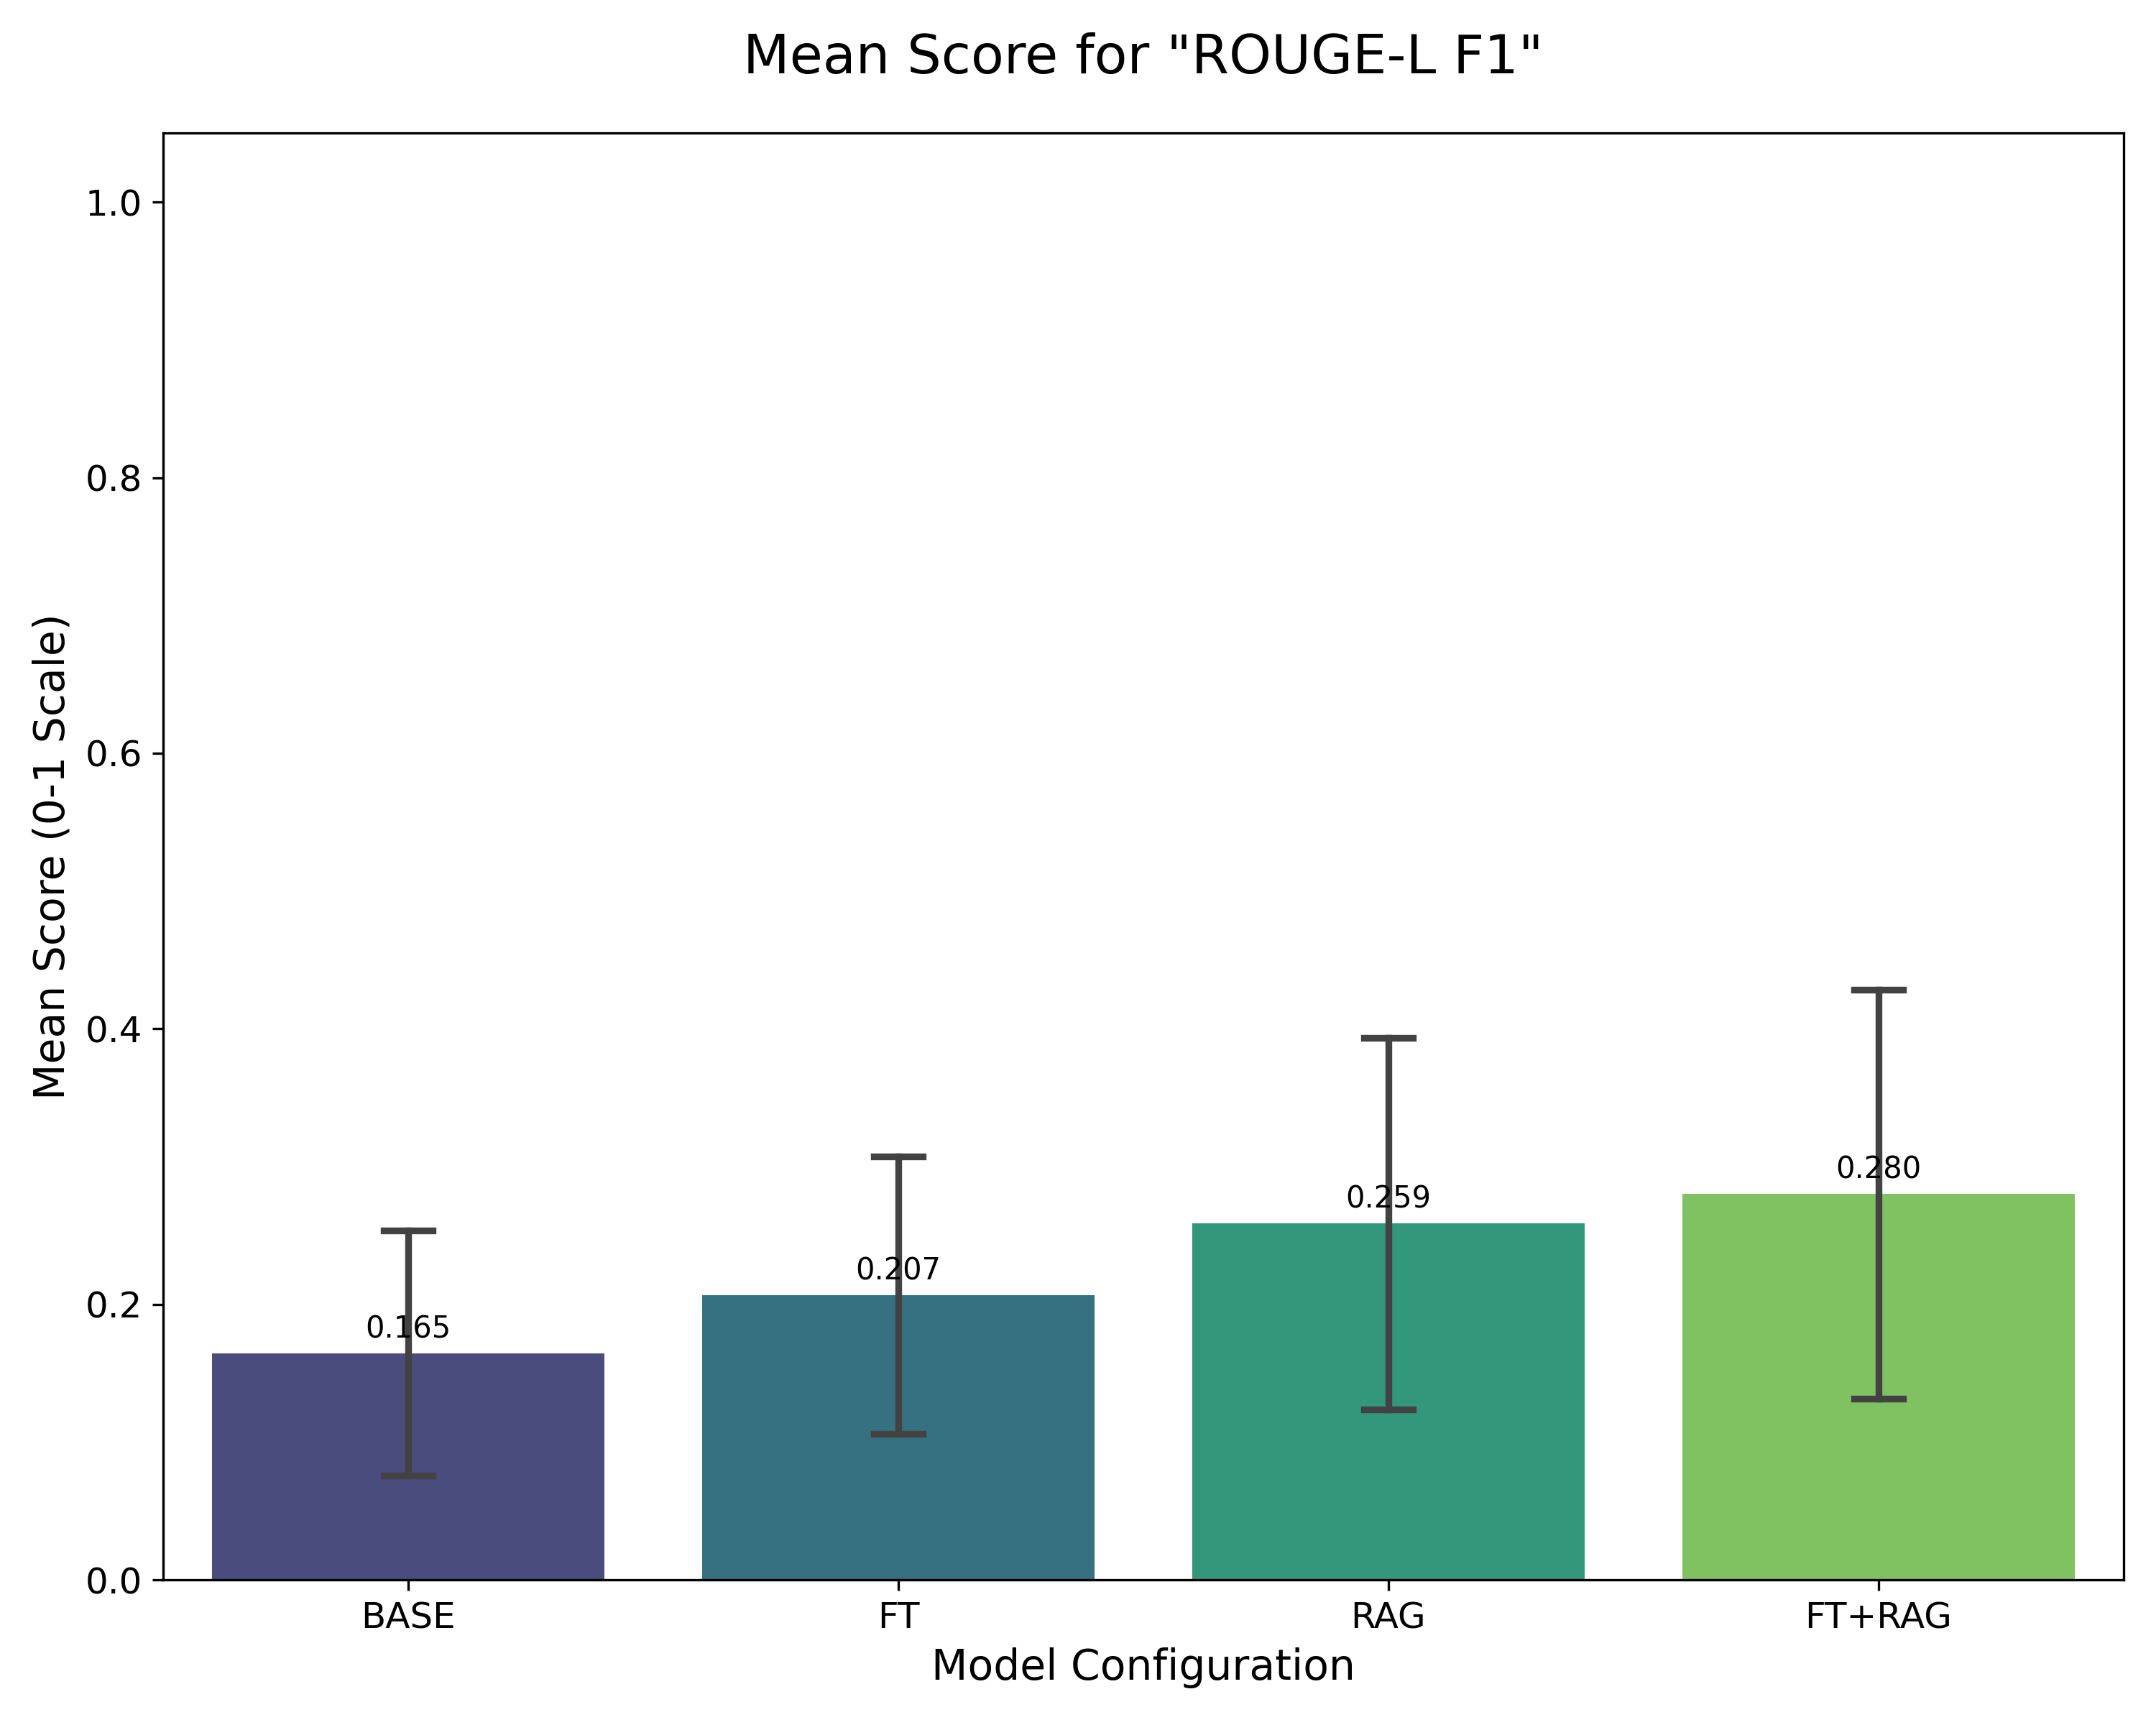 Mean Score for "ROUGE-L F1"
Mean Score (0-1 Scale)
1.0
0.8
0.6
0.4
0.2
0.0
0.165
0.207
0.259
0.280
BASE
FT
RAG
FT+RAG
Model Configuration